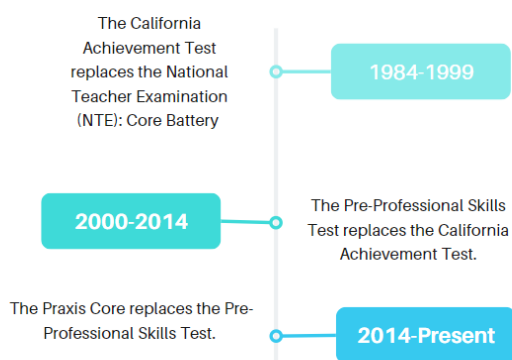 The California
Achievement Test
replaces the National
Teacher Examination
(NTE): Core Battery
1984-1999
2000-2014
The Pre-Professional Skills
Test replaces the California
Achievement Test.
The Praxis Core replaces the Pre-
Professional Skills Test.
2014-Present